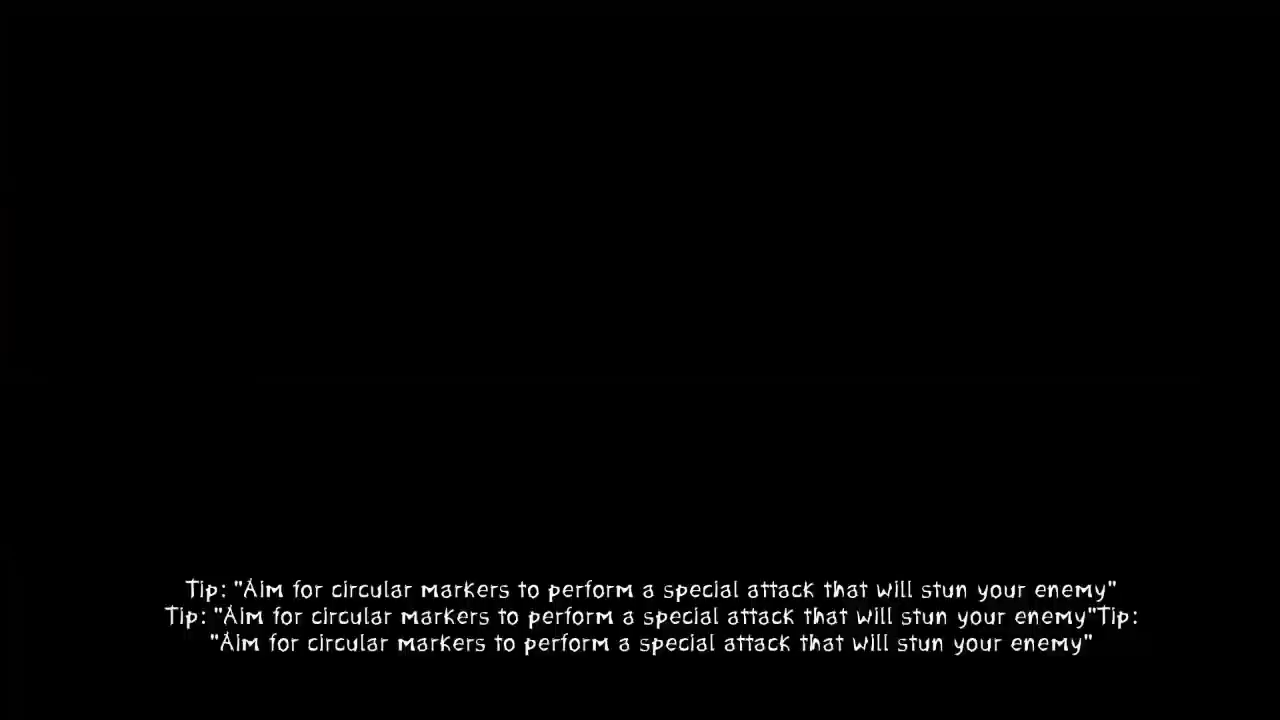 Tip: "Aim for circular markers to perform a special attack that will stun your enemy"
Tip: "Aim for circular markers to perform a special attack that will stun your enemy"Tip:
"Aim for circular markers to perform a special attack that will stun your enemy"